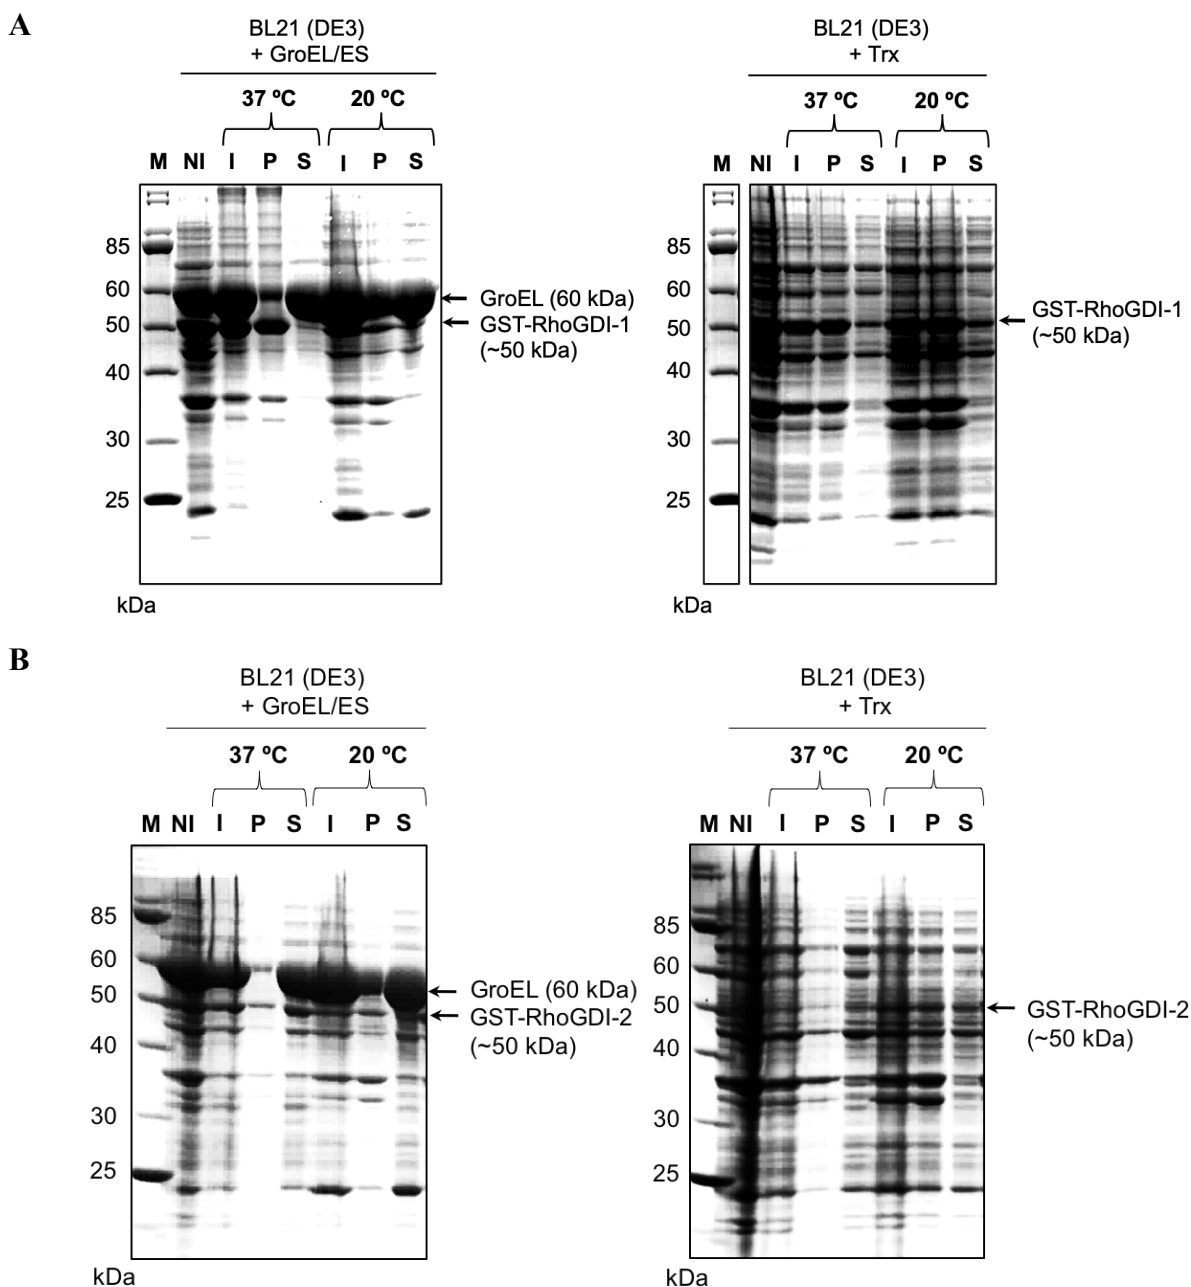 A
BL21 (DE3)
+ GroEL/ES
37 ºC 20 ºC
M NI I P S I P S
85
60
50
40
30
25
kDa
GroEL (60 kDa)
GST-RhoGDI-1
(~50 kDa)
BL21 (DE3)
+ Trx
37 ºC 20 ºC
M NI I P S I P S
85
60
50
40
30
25
kDa
GST-RhoGDI-1
(~50 kDa)
B
BL21 (DE3)
+ GroEL/ES
37 ºC 20 ºC
M NI I P S I P S
85
60
50
40
30
25
kDa
GroEL (60 kDa)
GST-RhoGDI-2
(~50 kDa)
BL21 (DE3)
+ Trx
37 ºC 20 ºC
M NI I P S I P S
85
60
50
40
30
25
kDa
GST-RhoGDI-2
(~50 kDa)